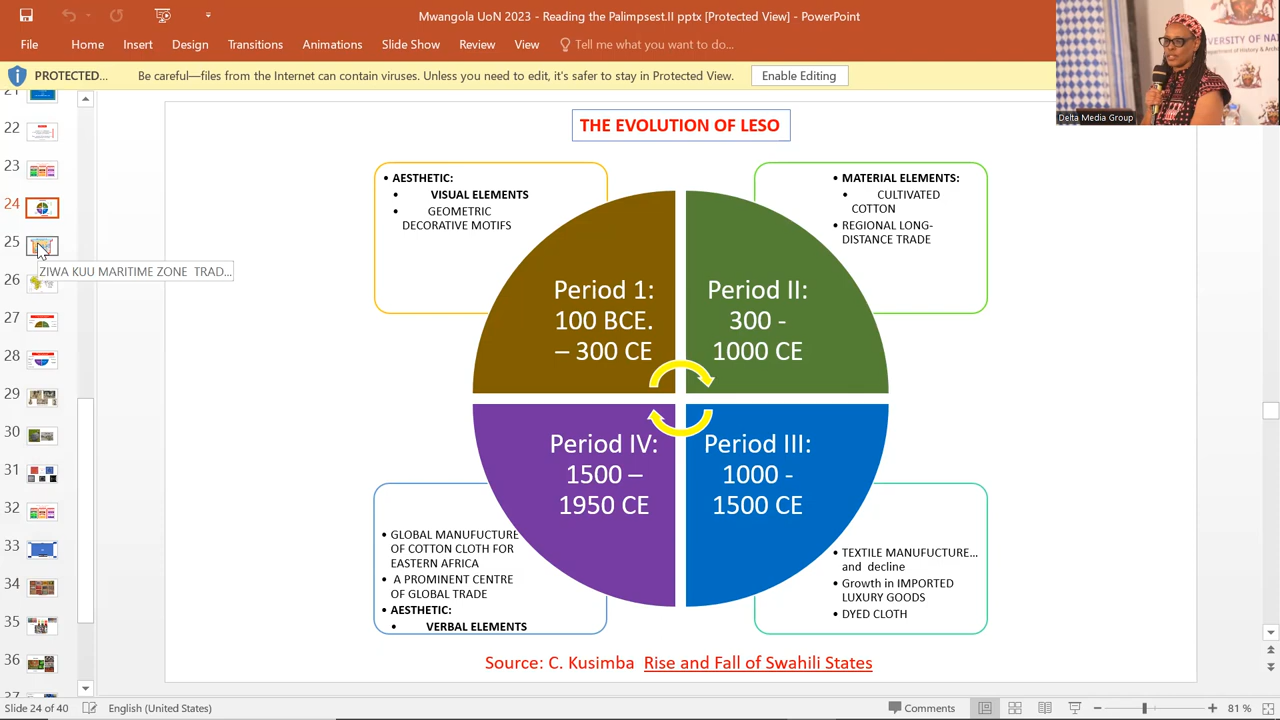 Mwangola UoN 2023 - Reading the Palimpsest.II pptx [Protected View] - PowerPoint
File Home Insert Design Transitions Animations Slide Show Review View Tell me what you want to do...
PROTECTED... Be careful—files from the Internet can contain viruses. Unless you need to edit, it's safer to stay in Protected View. Enable Editing
UNIVERSITY OF NAI
Department of History & Arch
Delta Media Group
22
23
24
25
ZIWA KUU MARITIME ZONE TRAD...
26
27
28
29
30
31
32
33
34
35
36
THE EVOLUTION OF LESO
• AESTHETIC:
• VISUAL ELEMENTS
• GEOMETRIC
DECORATIVE MOTIFS
• MATERIAL ELEMENTS:
• CULTIVATED
COTTON
• REGIONAL LONG-
DISTANCE TRADE
Period 1:
100 BCE.
– 300 CE
Period II:
300 -
1000 CE
Period IV:
1500 –
1950 CE
Period III:
1000 -
1500 CE
• GLOBAL MANUFUCTURE
OF COTTON CLOTH FOR
EASTERN AFRICA
• A PROMINENT CENTRE
OF GLOBAL TRADE
• AESTHETIC:
• VERBAL ELEMENTS
• TEXTILE MANUFACTURE...
and decline
• Growth in IMPORTED
LUXURY GOODS
• DYED CLOTH
Source: C. Kusimba Rise and Fall of Swahili States
Slide 24 of 40 English (United States) Comments 81 %